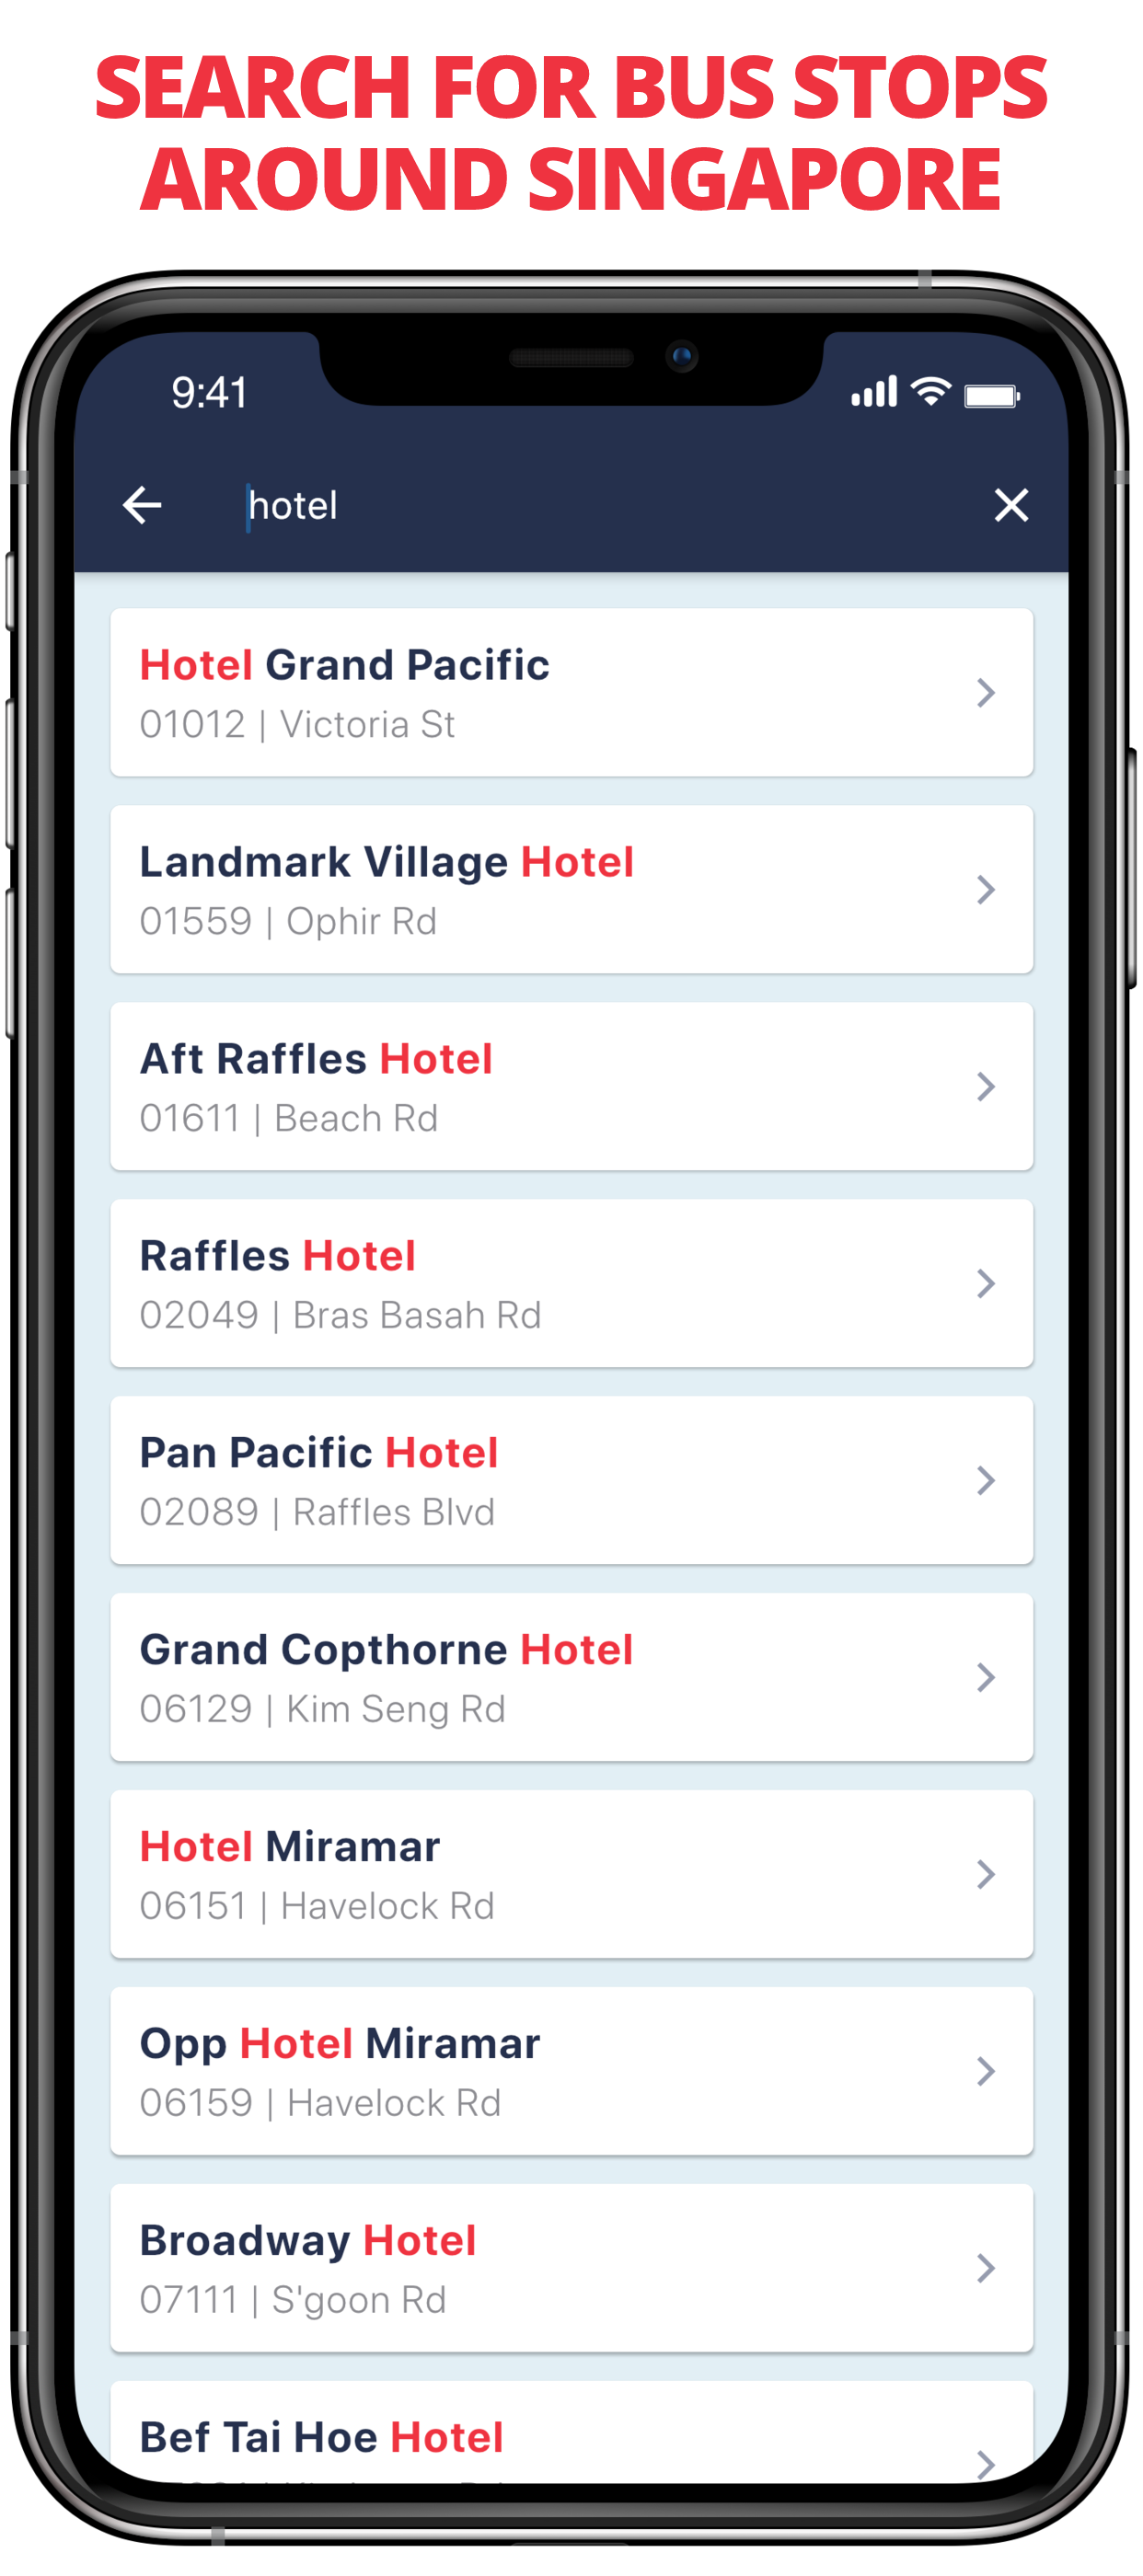 SEARCH FOR BUS STOPS
AROUND SINGAPORE
9:41
hotel
Hotel Grand Pacific
01012 | Victoria St
Landmark Village Hotel
01559 | Ophir Rd
Aft Raffles Hotel
01611 | Beach Rd
Raffles Hotel
02049 | Bras Basah Rd
Pan Pacific Hotel
02089 | Raffles Blvd
Grand Copthorne Hotel
06129 | Kim Seng Rd
Hotel Miramar
06151 | Havelock Rd
Opp Hotel Miramar
06159 | Havelock Rd
Broadway Hotel
07111 | S'goon Rd
Bef Tai Hoe Hotel